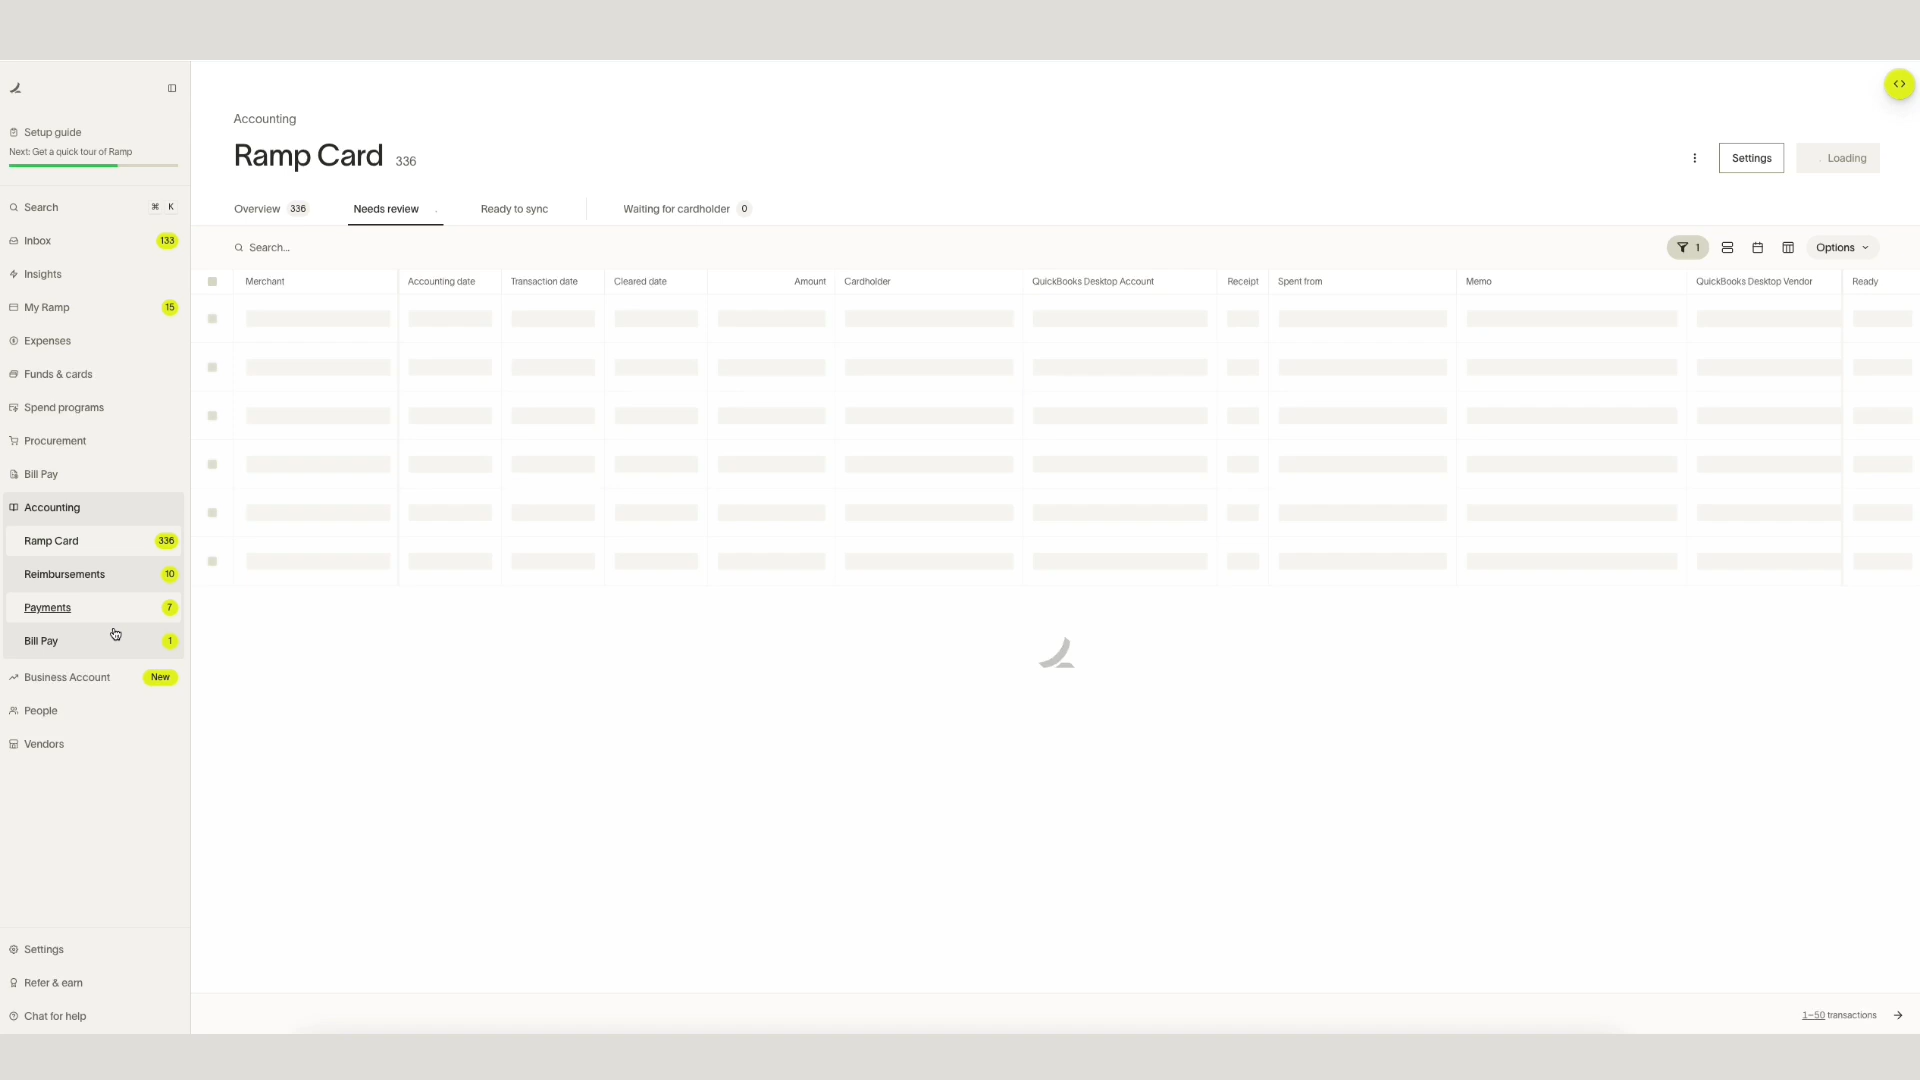 Setup guide
Next: Get a quick tour of Ramp
Search ⌘ K
Inbox 133
Insights
My Ramp 15
Expenses
Funds & cards
Spend programs
Procurement
Bill Pay
Accounting
Ramp Card 336
Reimbursements 10
Payments 7
Bill Pay 1
Business Account New
People
Vendors
Settings
Refer & earn
Chat for help
Accounting
Ramp Card 336
Settings Loading
Overview 336 Needs review Ready to sync Waiting for cardholder 0
Search... 1 Options
Merchant Accounting date Transaction date Cleared date Amount Cardholder QuickBooks Desktop Account Receipt Spent from Memo QuickBooks Desktop Vendor Ready
1–50 transactions